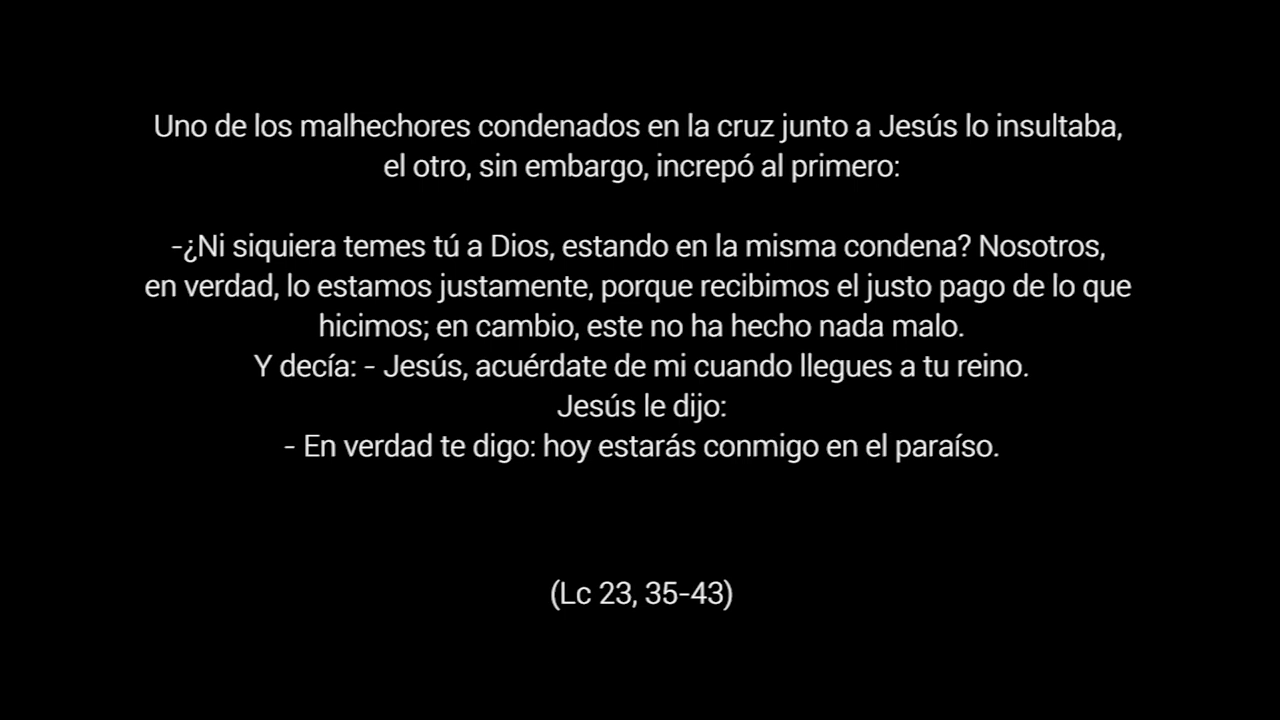 Uno de los malhechores condenados en la cruz junto a Jesús lo insultaba,
el otro, sin embargo, increpó al primero:
-¿Ni siquiera temes tú a Dios, estando en la misma condena? Nosotros,
en verdad, lo estamos justamente, porque recibimos el justo pago de lo que
hicimos; en cambio, este no ha hecho nada malo.
Y decía: - Jesús, acuérdate de mi cuando llegues a tu reino.
Jesús le dijo:
- En verdad te digo: hoy estarás conmigo en el paraíso.
(Lc 23, 35-43)